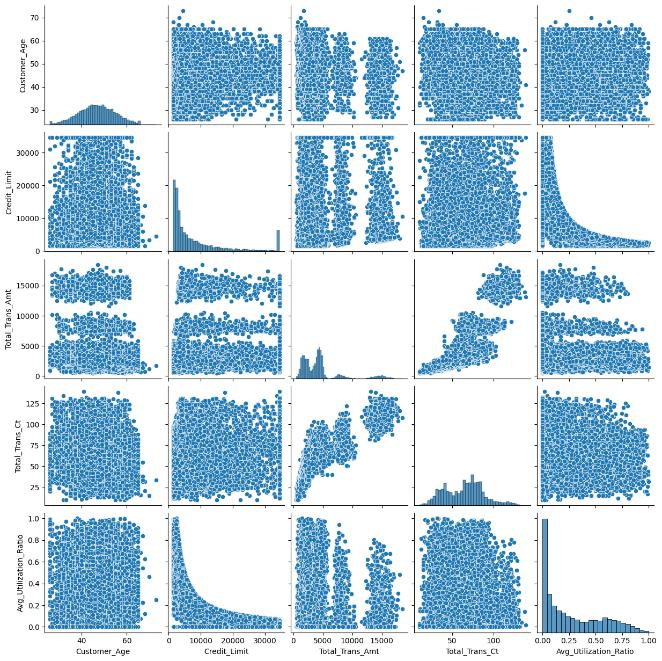 70
60
50
40
30
Customer_Age
30000
20000
10000
0
Credit_Limit
15000
10000
5000
0
Total_Trans_Amt
125
100
75
50
25
Total_Trans_Ct
1.0
0.8
0.6
0.4
0.2
0.0
Avg_Utilization_Ratio
40 60
Customer_Age
0 10000 20000 30000
Credit_Limit
0 5000 10000 15000
Total_Trans_Amt
50 100
Total_Trans_Ct
0.00 0.25 0.50 0.75 1.00
Avg_Utilization_Ratio